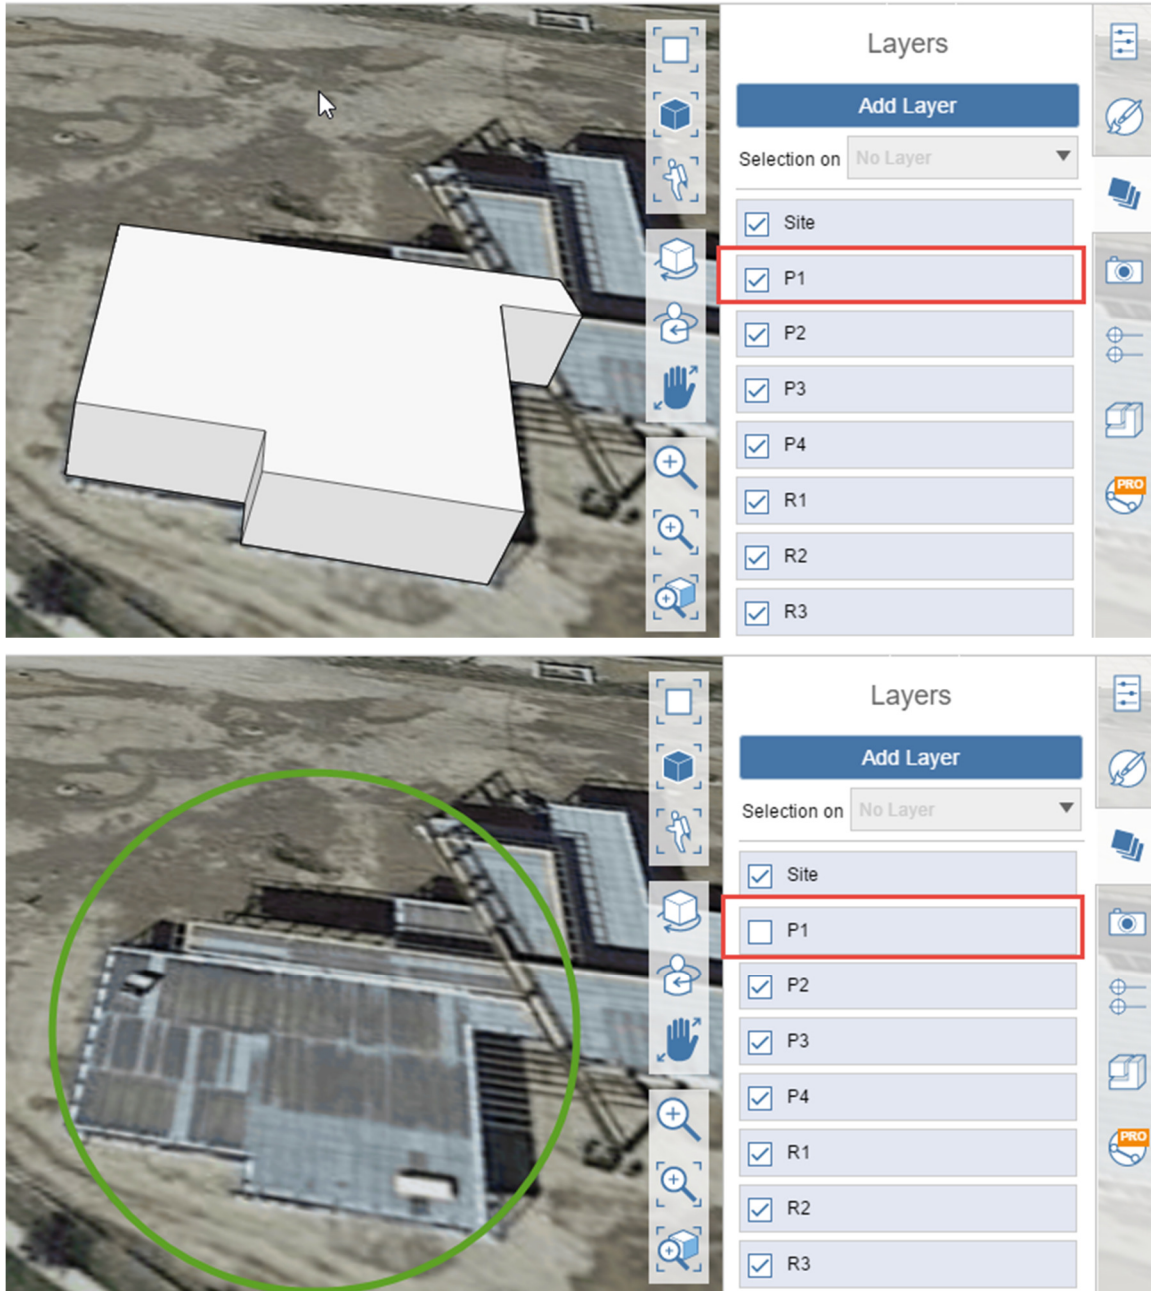 Layers
Add Layer
Selection on No Layer
Site
P1
P2
P3
P4
R1
R2
R3
PRO
Layers
Add Layer
Selection on No Layer
Site
P1
P2
P3
P4
R1
R2
R3
PRO